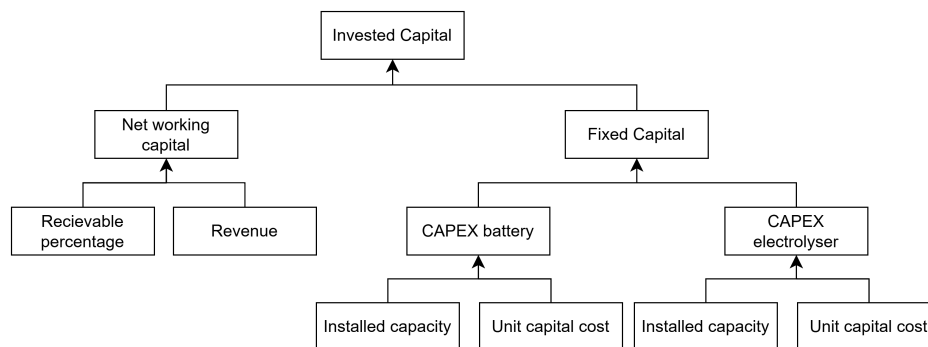 Invested Capital
Net working
capital
Fixed Capital
Recievable
percentage
Revenue
CAPEX battery
CAPEX
electrolyser
Installed capacity
Unit capital cost
Installed capacity
Unit capital cost